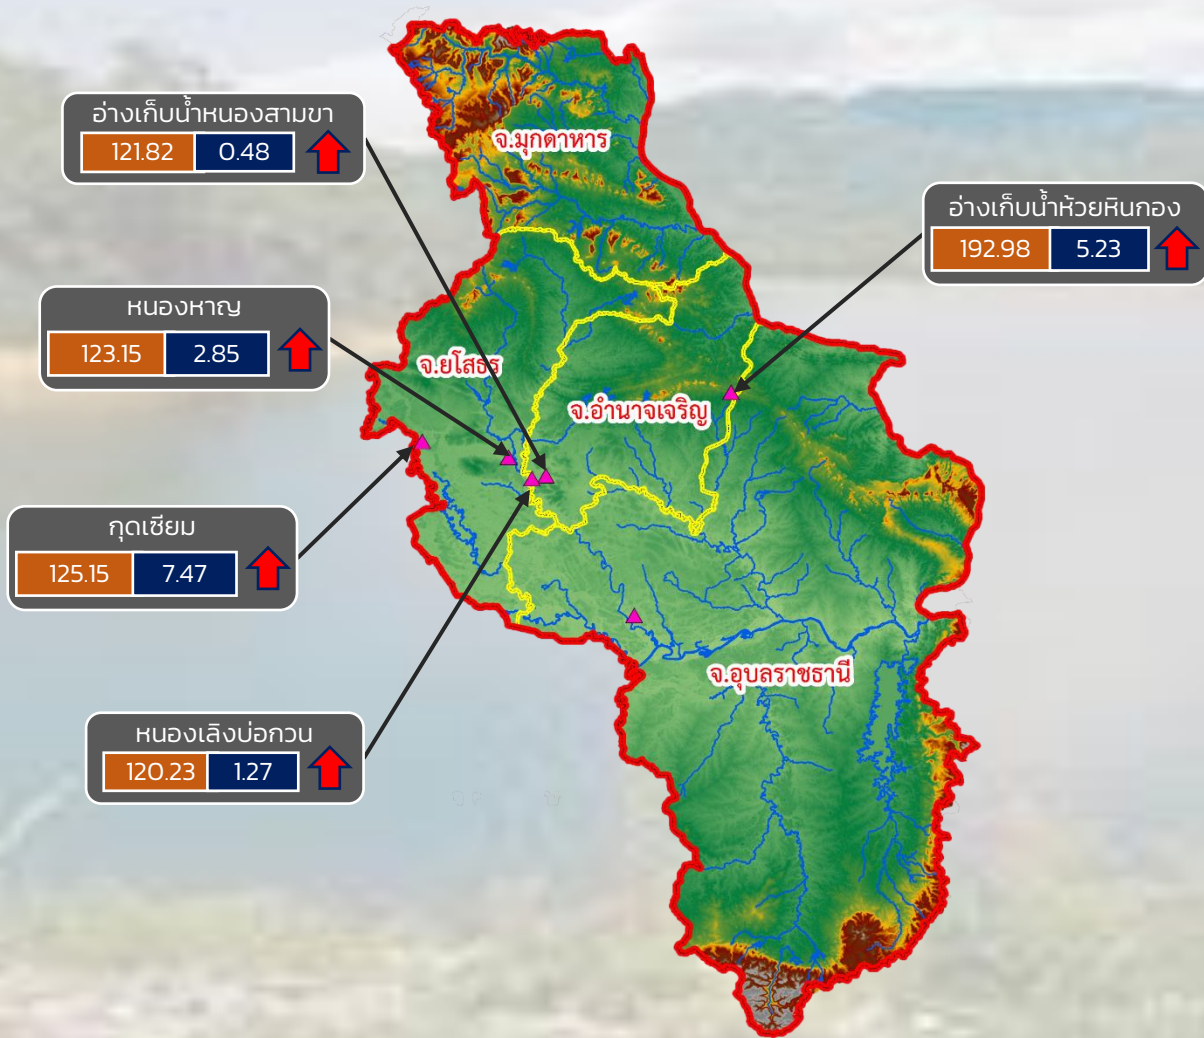 อ่างเก็บน้ำหนองสามขา
121.82 0.48
จ.มุกดาหาร
อ่างเก็บน้ำห้วยหินกอง
192.98 5.23
หนองหาญ
123.15 2.85
จ.ยโสธร
จ.อำนาจเจริญ
กุดเซียม
125.15 7.47
จ.อุบลราชธานี
หนองเลิงบ่อกวน
120.23 1.27